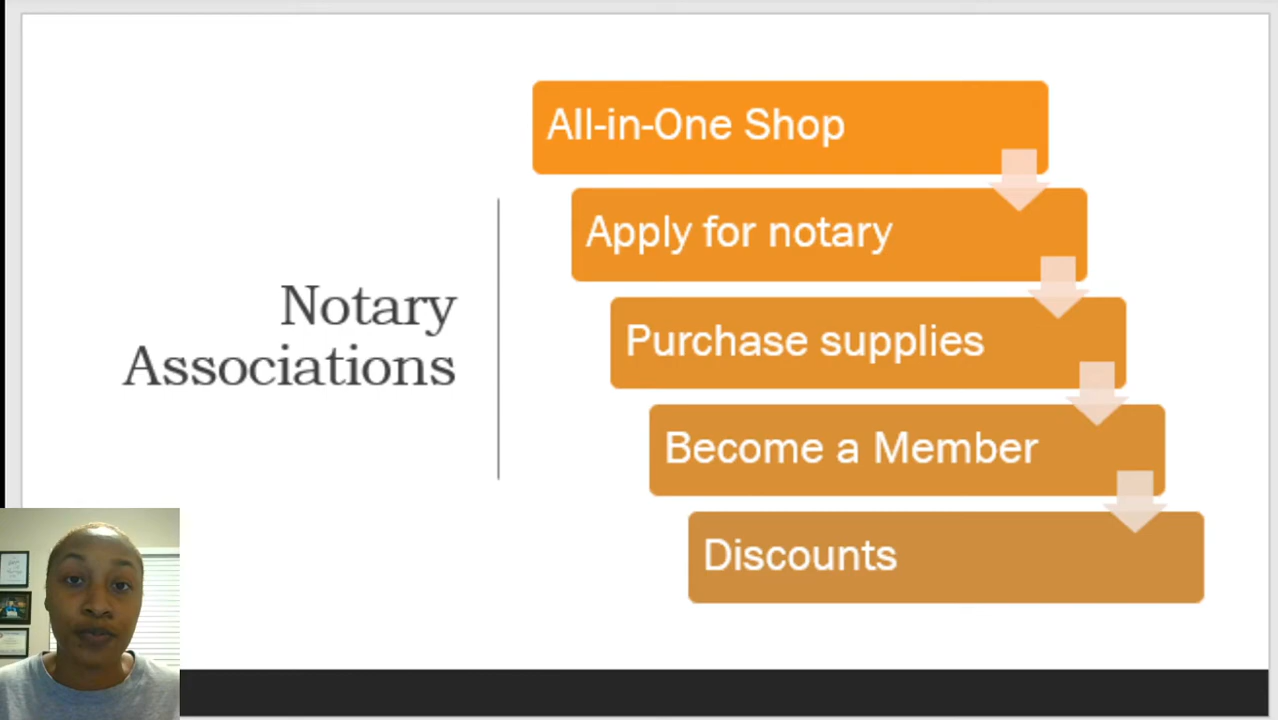 Notary
Associations
All-in-One Shop
Apply for notary
Purchase supplies
Become a Member
Discounts